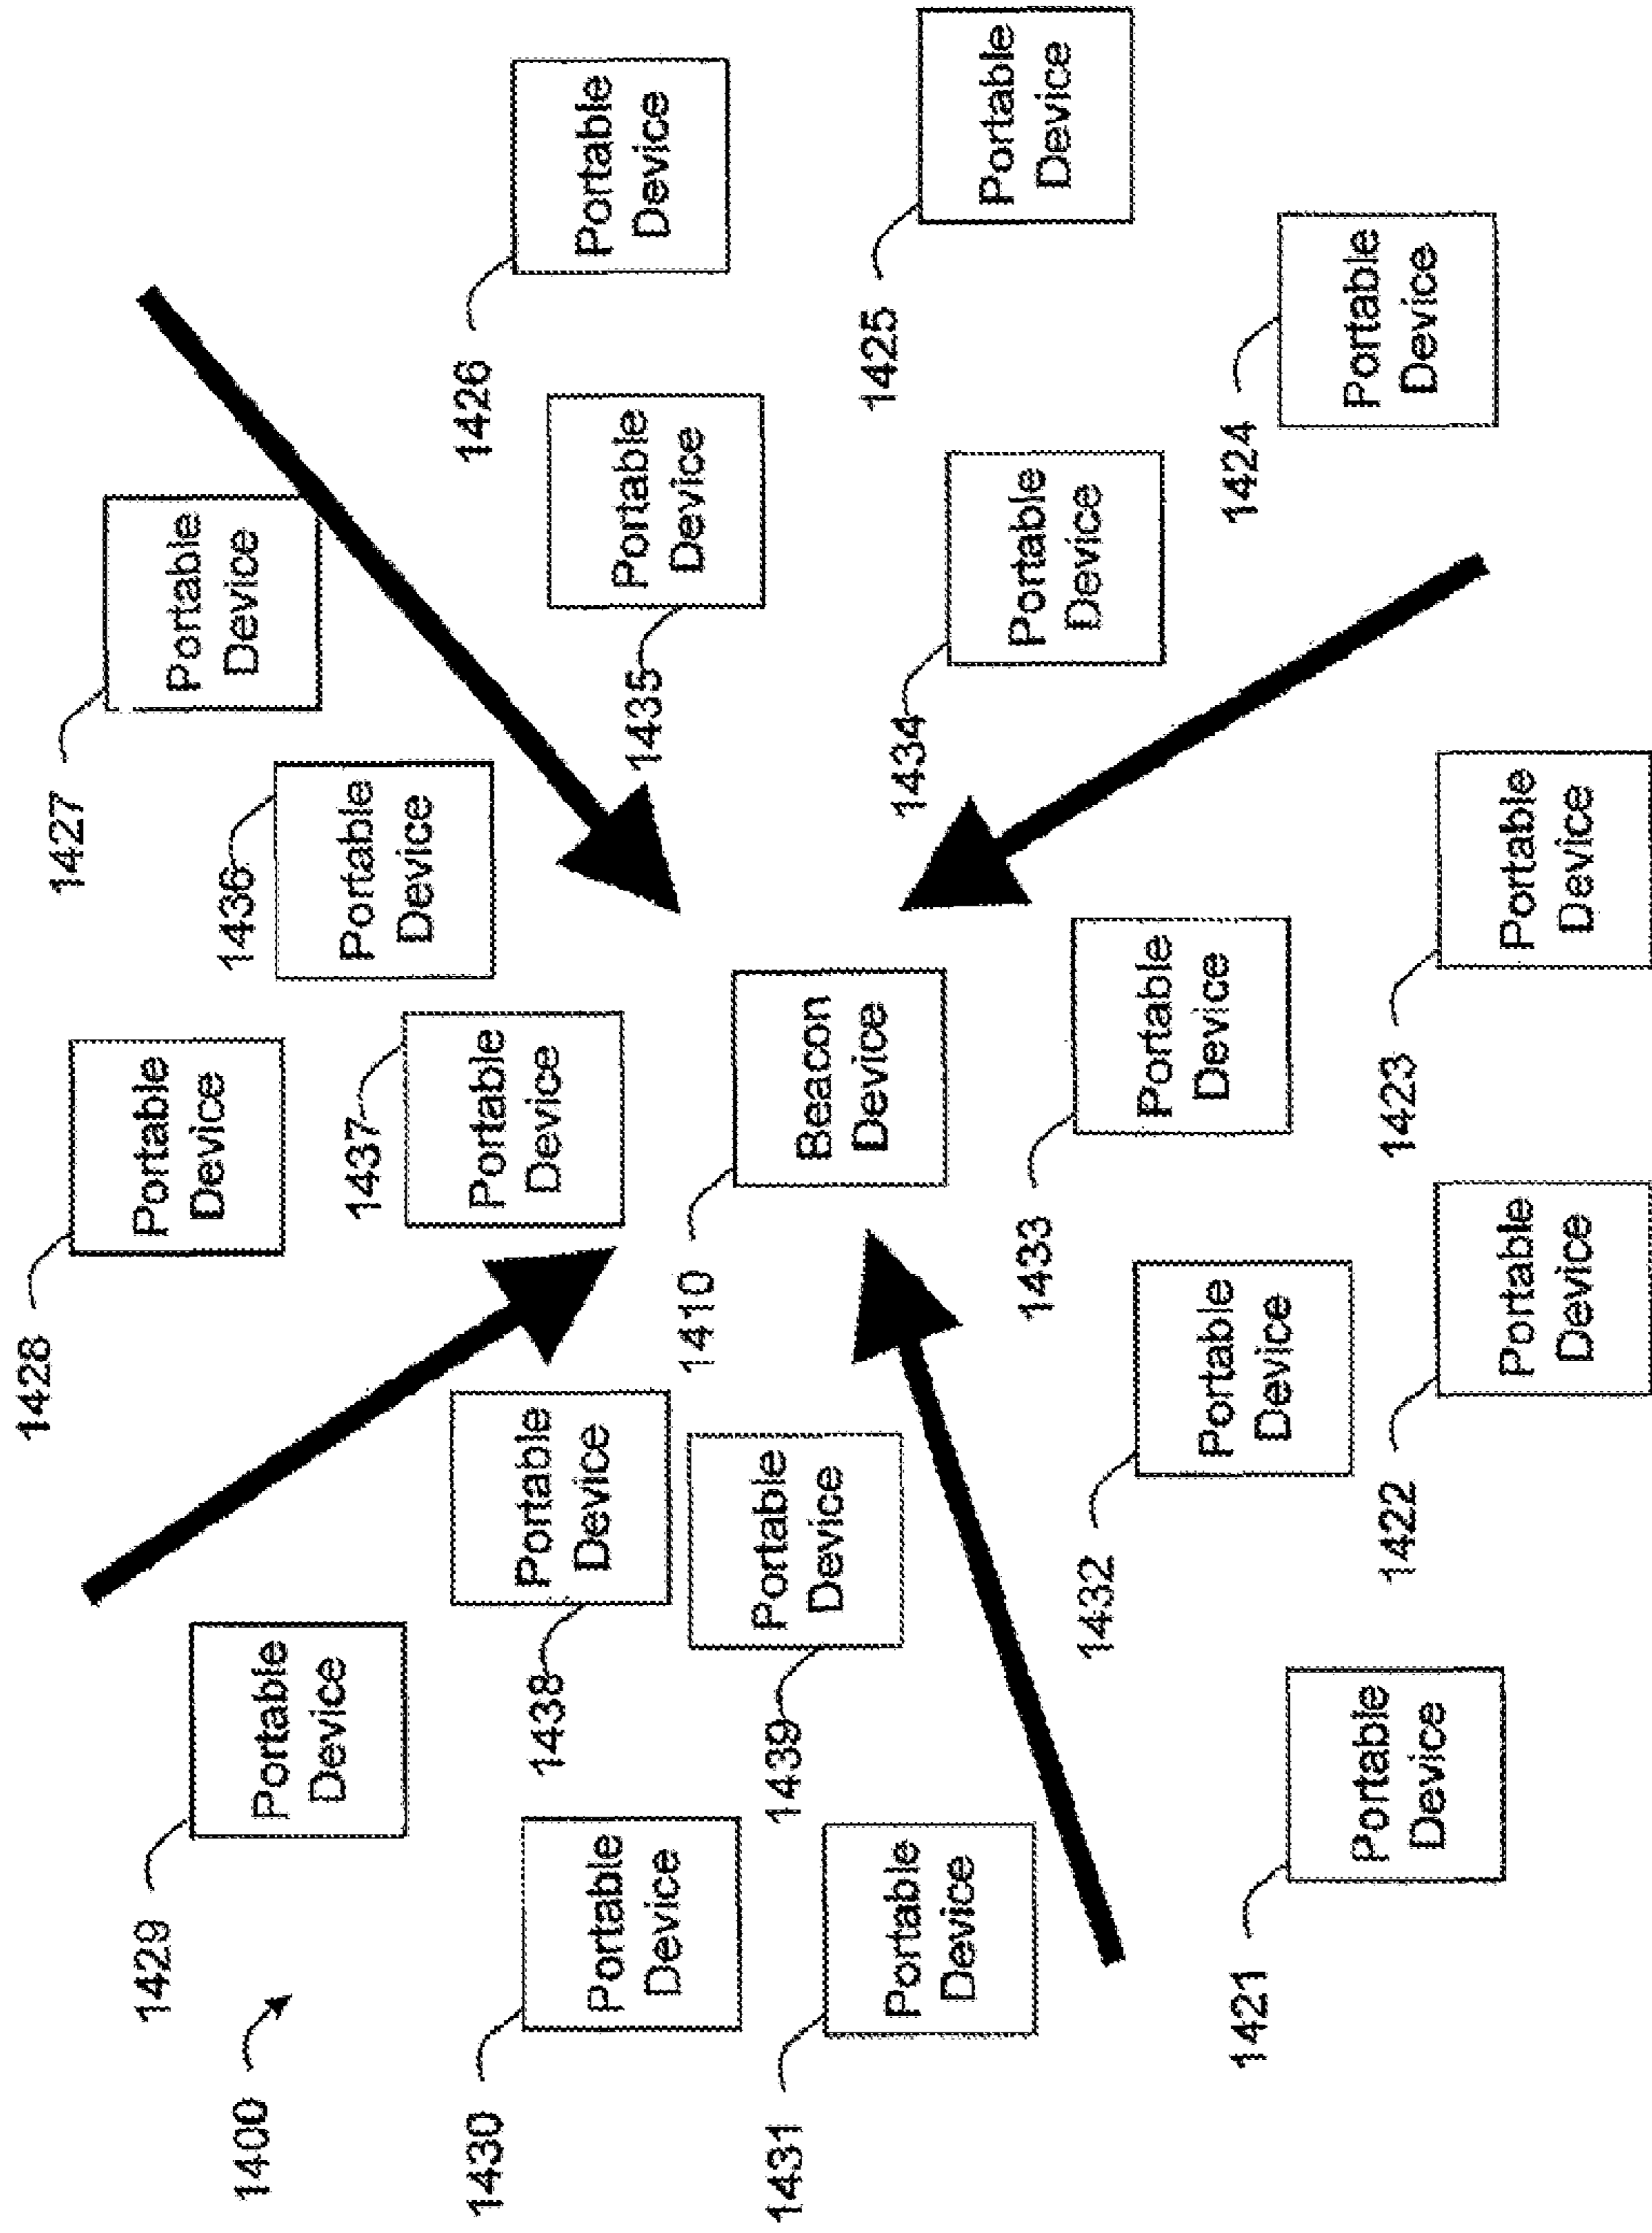 1428
1427
1429
Portable
Device
Portable
Device
1400
1436
Portable
Device
1437
Portable
Device
1430
1426
Portable
Device
1438
Portable
Device
Portable
Device
Portable
Device
1435
Portable
Device
1410
1431
1439
Portable
Device
Beacon
Device
1425
Portable
Device
1434
Portable
Device
1433
Portable
Device
1432
Portable
Device
Portable
Device
1421
1424
Portable
Device
Portable
Device
1422
1423
Portable
Device
Portable
Device